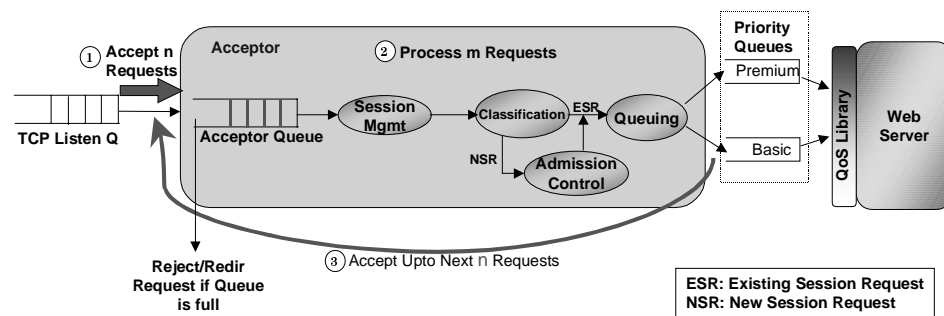 1 Accept n
Requests
TCP Listen Q
Acceptor
2 Process m Requests
Acceptor Queue
Session
Mgmt
Classification
ESR
NSR
Admission
Control
Queuing
Priority
Queues
Premium
Basic
QoS Library
Web
Server
3 Accept Upto Next n Requests
Reject/Redir
Request if Queue
is full
ESR: Existing Session Request
NSR: New Session Request